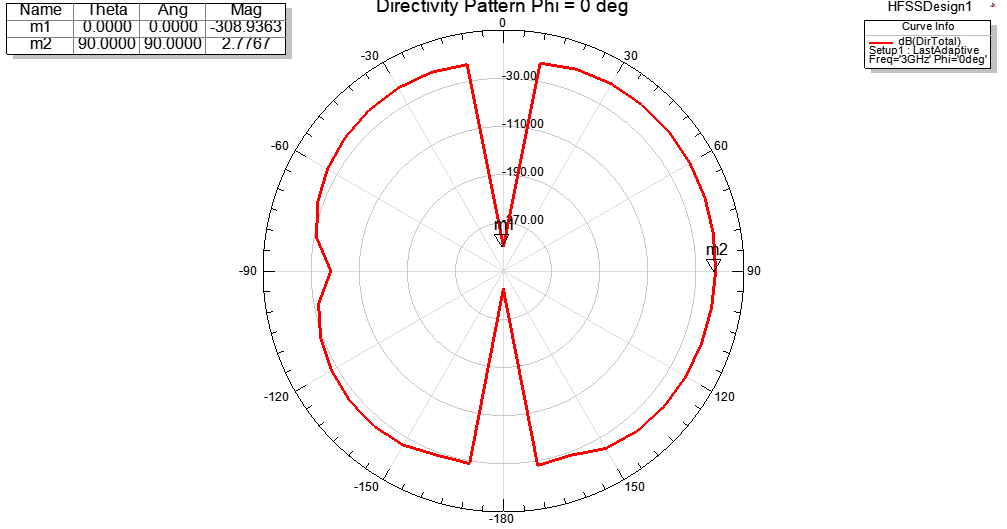 Directivity Pattern Phi = 0 deg
HFSSDesign1
Name Theta Ang Mag
m1 0.0000 0.0000 -308.9363
m2 90.0000 90.0000 2.7767
Curve Info
dB(DirTotal)
Setup1 : LastAdaptive
Freq='3GHz' Phi='0deg'
0
-30
30
-30.00
-60
-110.00
60
-190.00
m1
-270.00
m2
-90
90
-120
120
-150
150
-180